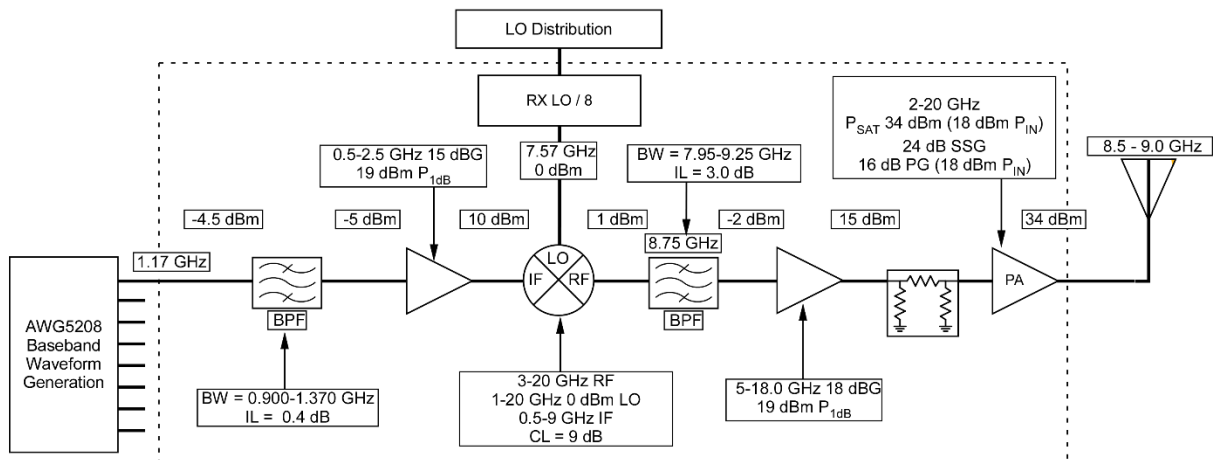 LO Distribution
RX LO / 8
2-20 GHz
P_SAT 34 dBm (18 dBm P_IN)
24 dB SSG
16 dB PG (18 dBm P_IN)
8.5 - 9.0 GHz
0.5-2.5 GHz 15 dBG
19 dBm P_1dB
7.57 GHz
0 dBm
BW = 7.95-9.25 GHz
IL = 3.0 dB
-4.5 dBm
-5 dBm
10 dBm
1 dBm
-2 dBm
15 dBm
34 dBm
1.17 GHz
8.75 GHz
LO
IF
RF
PA
BPF
BPF
AWG5208
Baseband
Waveform
Generation
BW = 0.900-1.370 GHz
IL = 0.4 dB
3-20 GHz RF
1-20 GHz 0 dBm LO
0.5-9 GHz IF
CL = 9 dB
5-18.0 GHz 18 dBG
19 dBm P_1dB